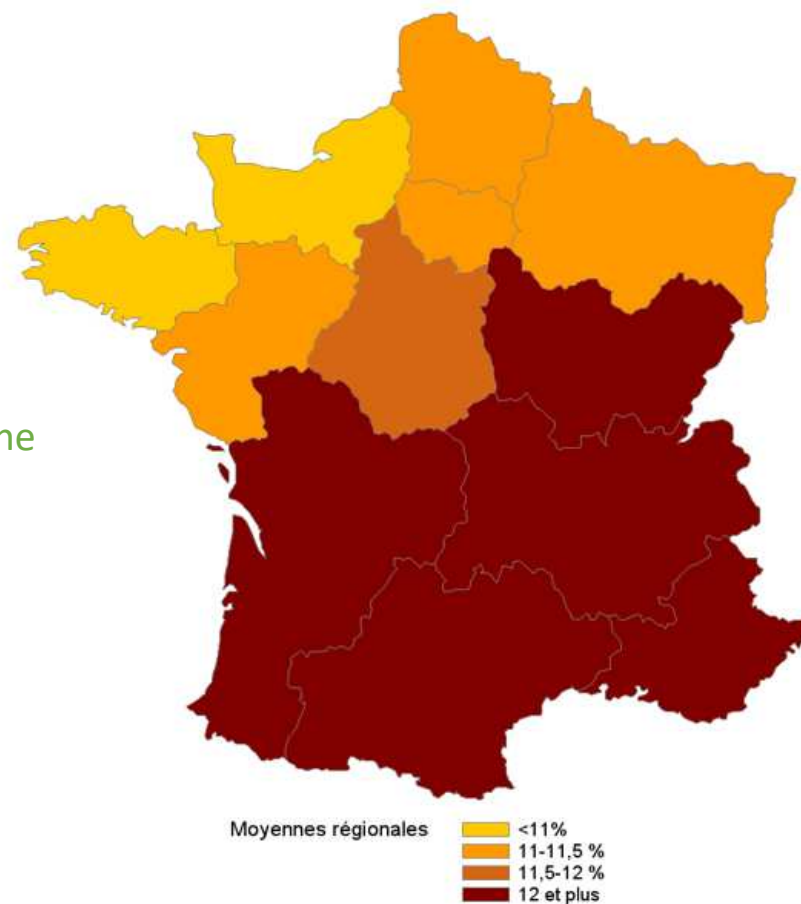 ne
Moyennes régionales
<11%
11-11,5 %
11,5-12 %
12 et plus